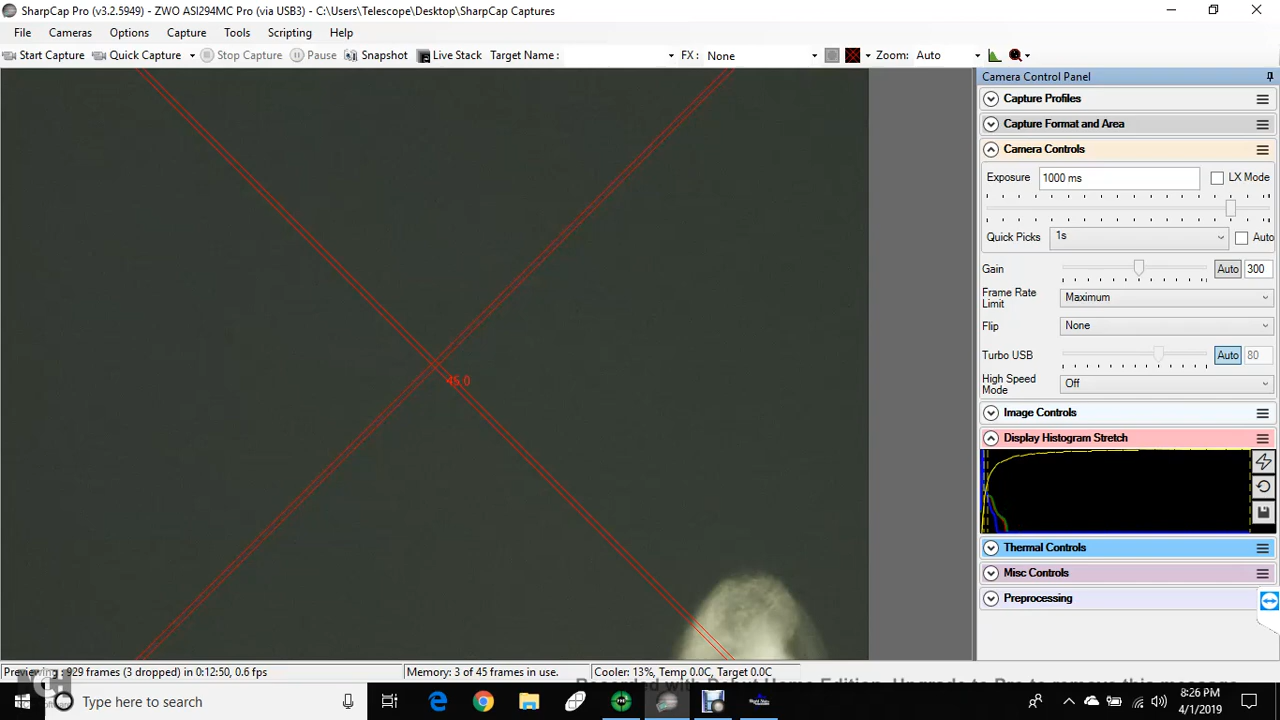 SharpCap Pro (v3.2.5949) - ZWO ASI294MC Pro (via USB3) - C:\Users\Telescope\Desktop\SharpCap Captures
File Cameras Options Capture Tools Scripting Help
Start Capture Quick Capture Stop Capture Pause Snapshot Live Stack Target Name : FX : None Zoom: Auto
Camera Control Panel
Capture Profiles
Capture Format and Area
Camera Controls
Exposure 1000 ms LX Mode
Quick Picks 1s Auto
Gain Auto 300
Frame Rate Limit Maximum
Flip None
Turbo USB Auto 80
High Speed Mode Off
Image Controls
Display Histogram Stretch
Thermal Controls
Misc Controls
Preprocessing
45.0
Previewing : 929 frames (3 dropped) in 0:12:50, 0.6 fps Memory: 3 of 45 frames in use. Cooler: 13%, Temp 0.0C, Target 0.0C
Type here to search
8:26 PM
4/1/2019